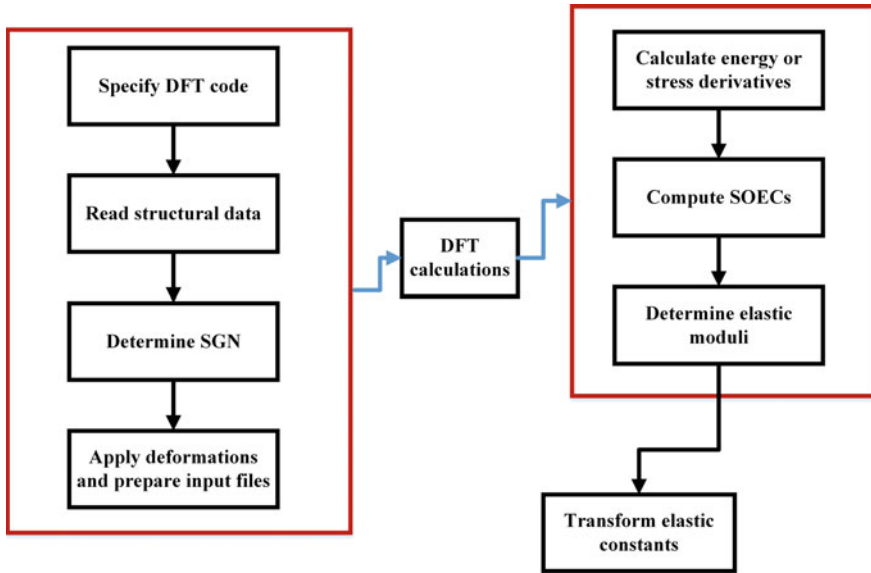 Specify DFT code
Read structural data
Determine SGN
Apply deformations
and prepare input files
DFT
calculations
Calculate energy or
stress derivatives
Compute SOECs
Determine elastic
moduli
Transform elastic
constants